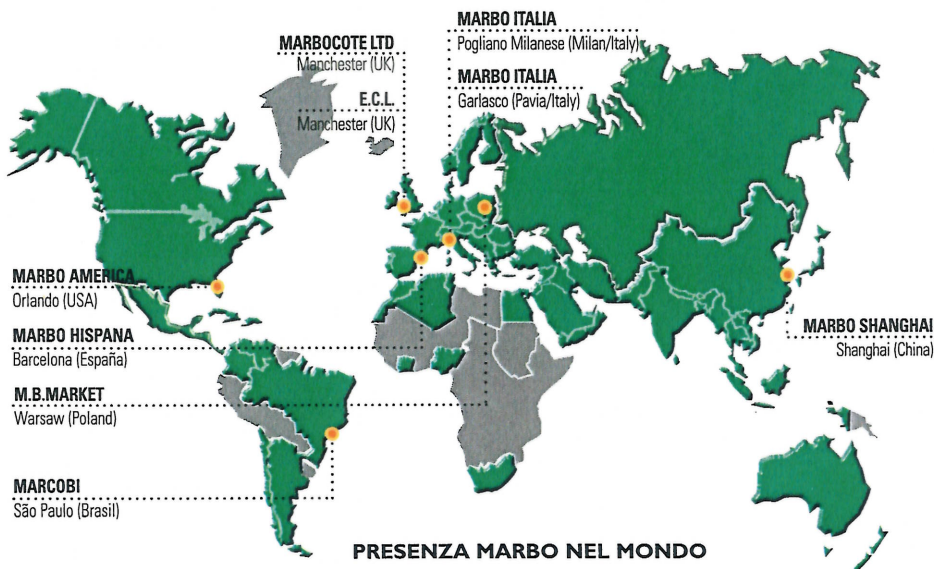 MARBO ITALIA
Pogliano Milanese (Milan/Italy)
MARBOCOTE LTD
Manchester (UK)
MARBO ITALIA
Garlasco (Pavia/Italy)
E.C.L.
Manchester (UK)
MARBO AMERICA
Orlando (USA)
MARBO HISPANA
Barcelona (España)
MARBO SHANGHAI
Shanghai (China)
M.B.MARKET
Warsaw (Poland)
MARCOBI
São Paulo (Brasil)
PRESENZA MARBO NEL MONDO